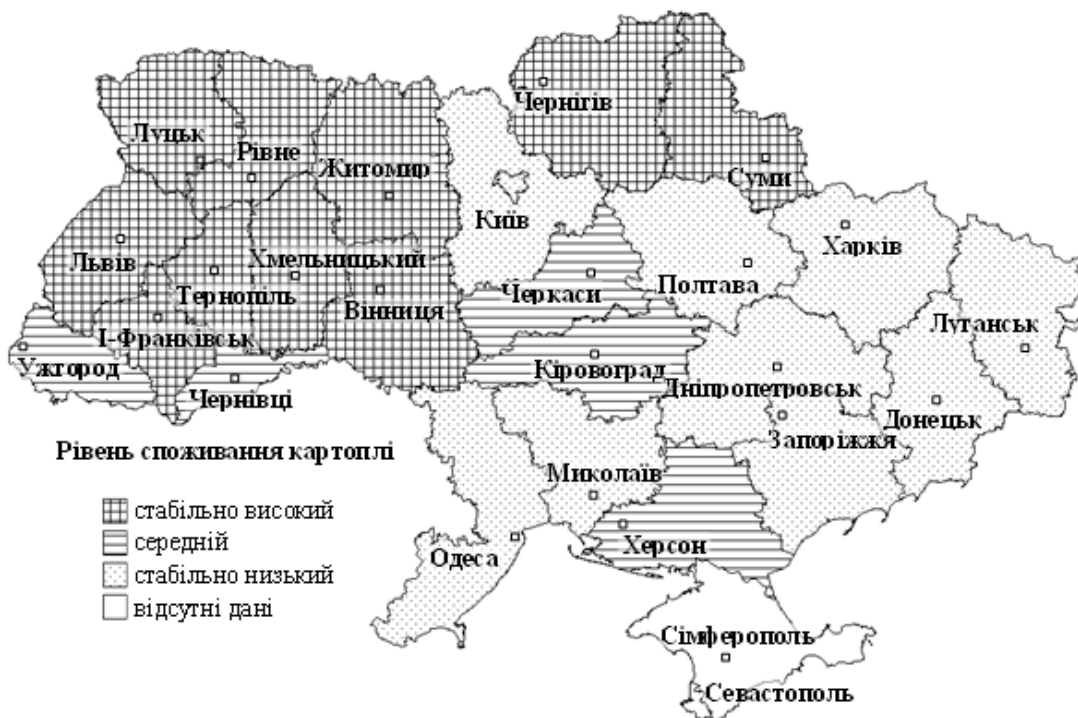 Чернігів
Луцьк
Рівне
Житомир
Суми
Київ
Харків
Львів
Хмельницький
Тернопіль
Черкаси
Полтава
Вінниця
Луганськ
І-Франківськ
Ужгород
Кіровоград
Чернівці
Дніпропетровськ
Донецьк
Запоріжжя
Рівень споживання картоплі
Миколаїв
стабільно високий
середній
Херсон
Одеса
стабільно низький
відсутні дані
Сімферополь
Севастополь